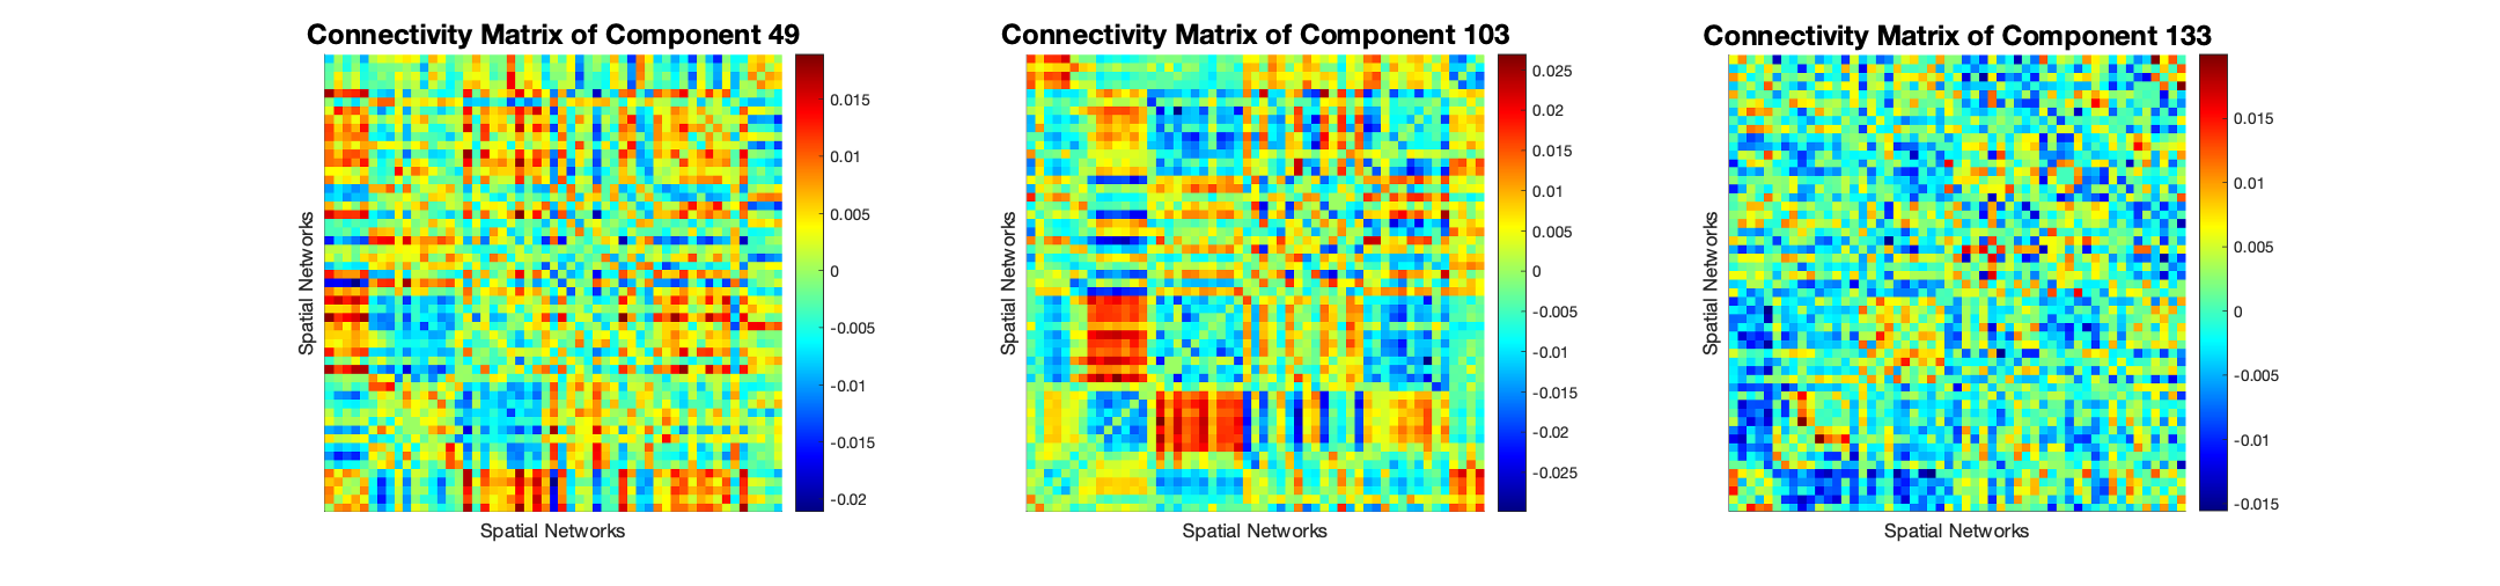 Connectivity Matrix of Component 49
Spatial Networks
Spatial Networks
0.015
0.01
0.005
0
-0.005
-0.01
-0.015
-0.02
Connectivity Matrix of Component 103
Spatial Networks
Spatial Networks
0.025
0.02
0.015
0.01
0.005
0
-0.005
-0.01
-0.015
-0.02
-0.025
Connectivity Matrix of Component 133
Spatial Networks
Spatial Networks
0.015
0.01
0.005
0
-0.005
-0.01
-0.015